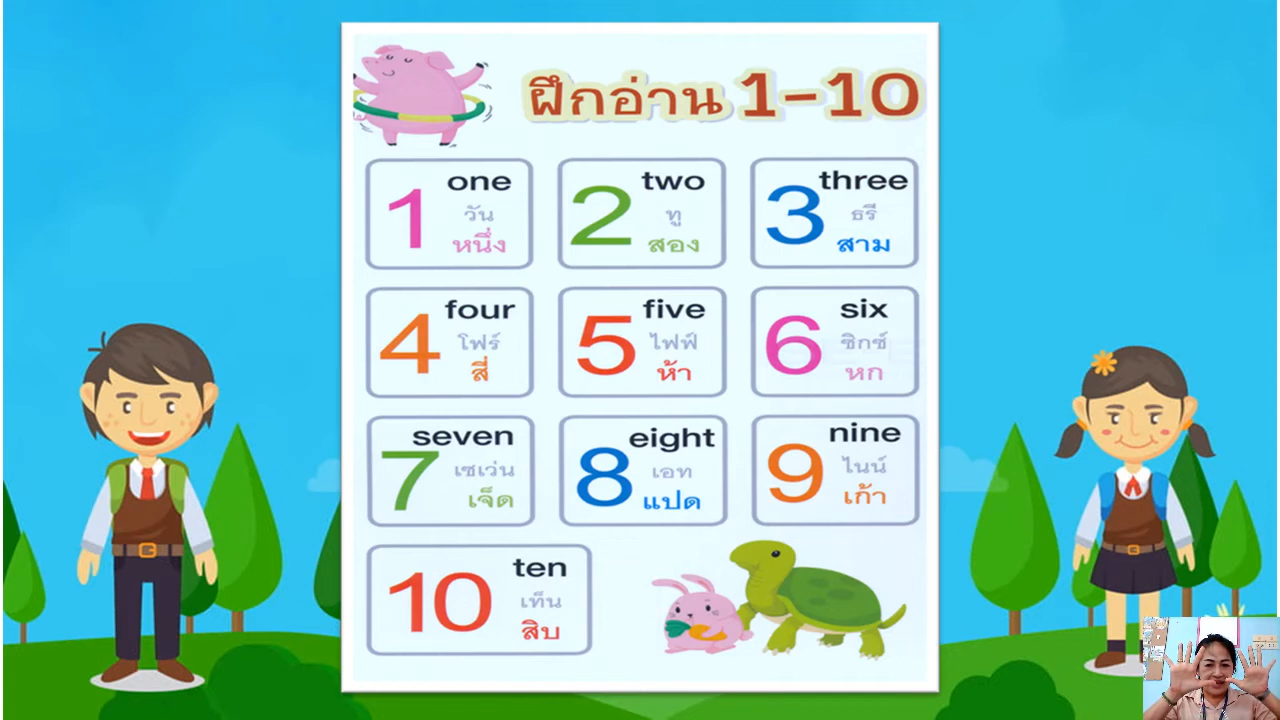 ฝึกอ่าน 1-10
1 one
วัน
หนึ่ง
2 two
ทู
สอง
3 three
ธรี
สาม
4 four
โฟร์
สี่
5 five
ไฟฟ์
ห้า
6 six
ซิกซ์
หก
7 seven
เซเว่น
เจ็ด
8 eight
เอท
แปด
9 nine
ไนน์
เก้า
10 ten
เท็น
สิบ